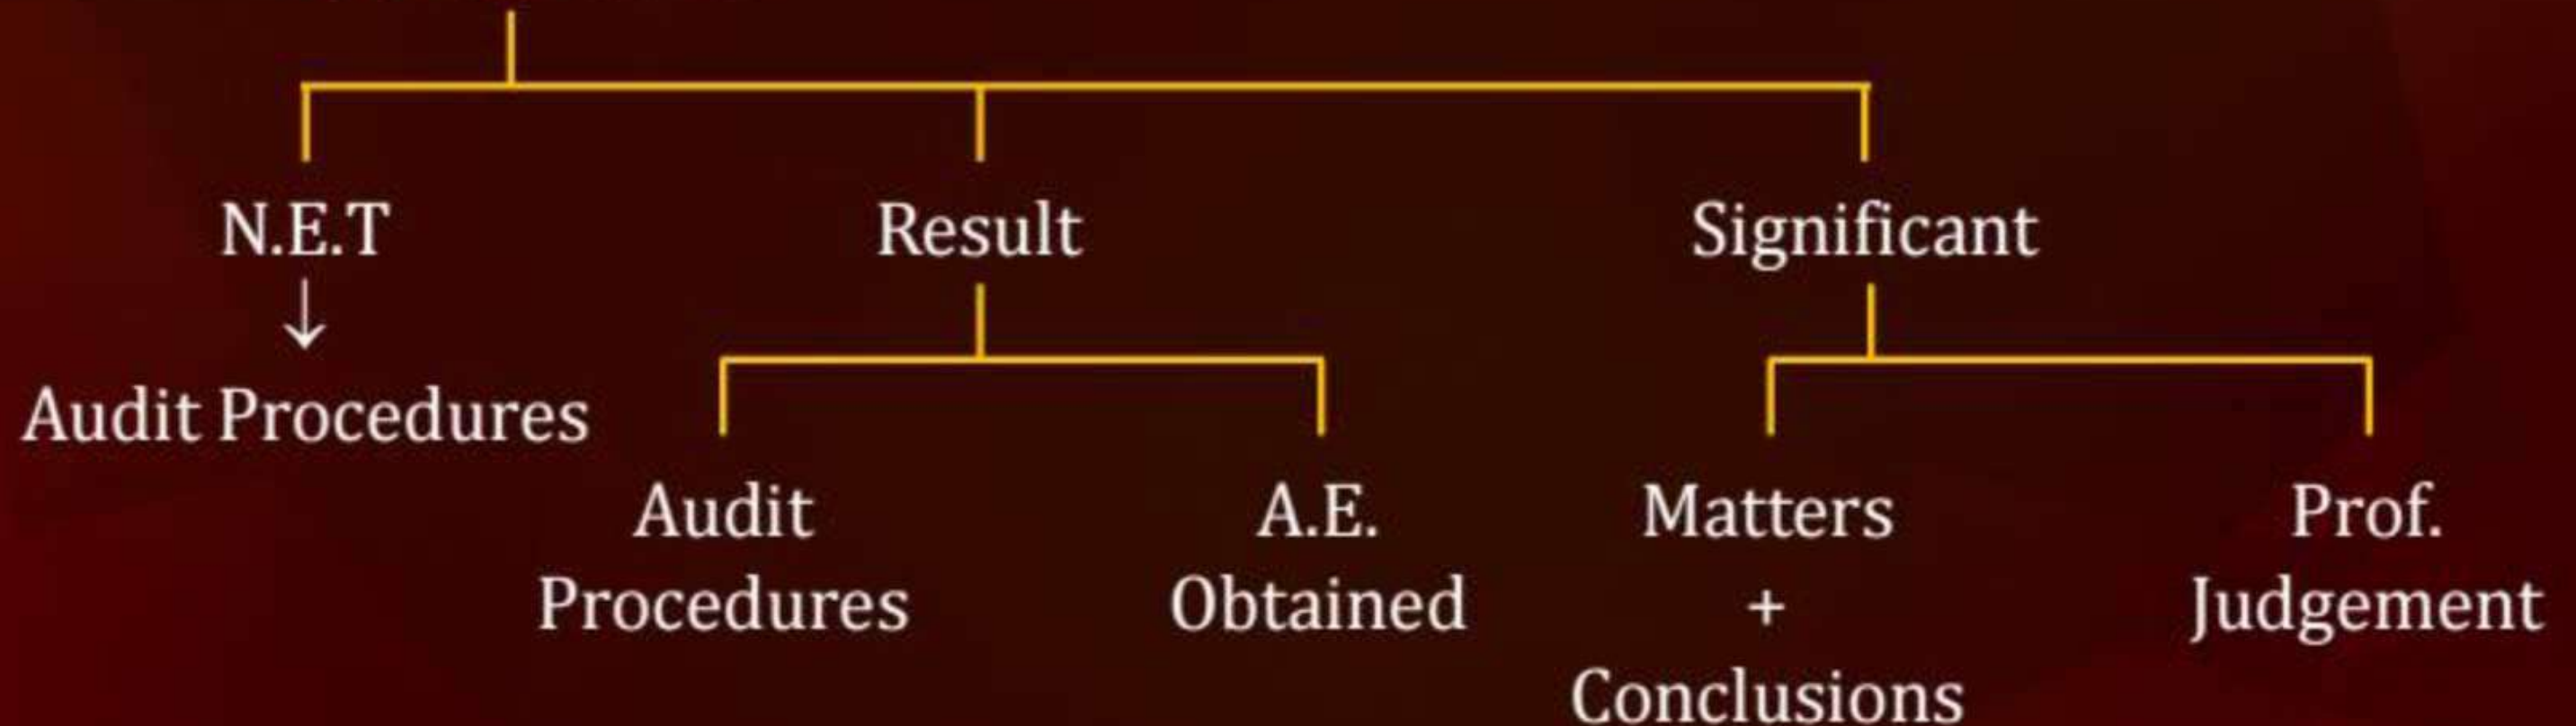 N.E.T
Result
Significant
↓
Audit Procedures
Audit
Procedures
A.E.
Obtained
Matters
+
Conclusions
Prof.
Judgement